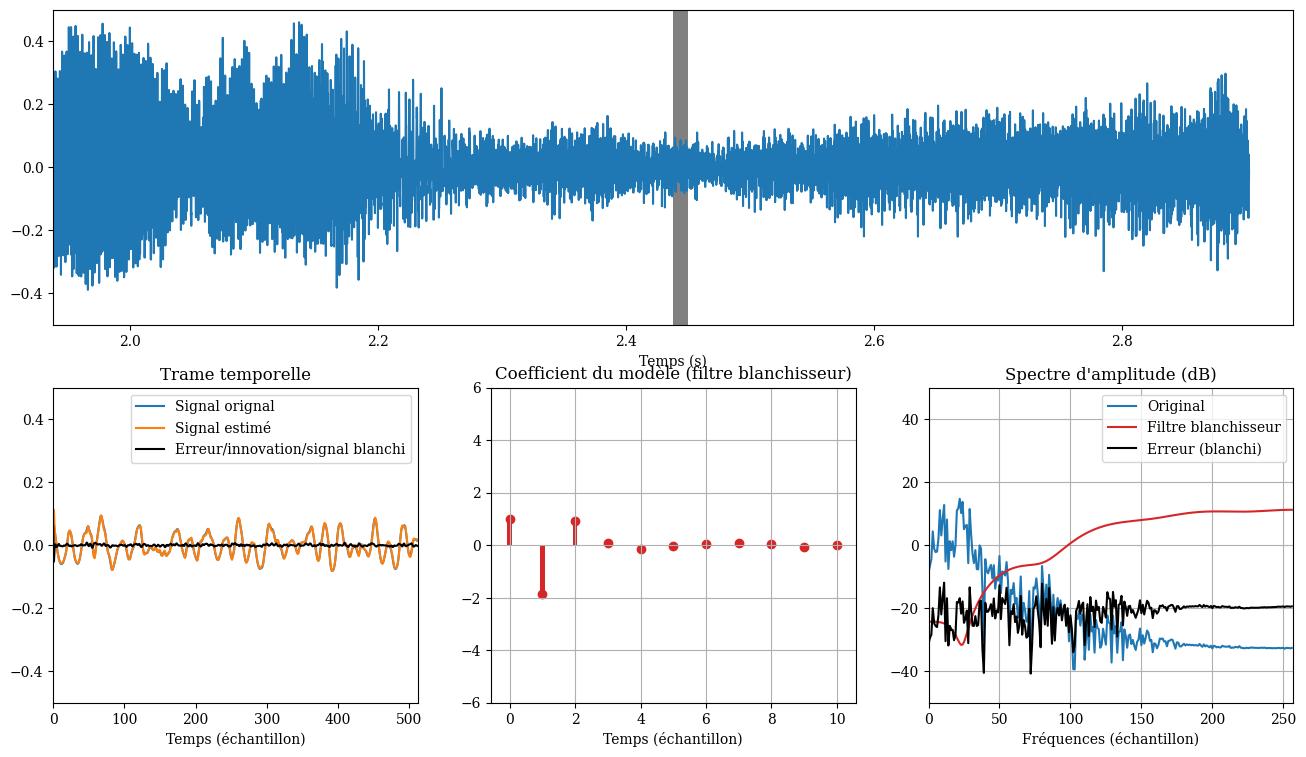 0.4
0.2
0.0
−0.2
−0.4
2.0 2.2 2.4 2.6 2.8
Temps (s)
Trame temporelle
0.4
0.2
0.0
−0.2
−0.4
Signal orignal
Signal estimé
Erreur/innovation/signal blanchi
0 100 200 300 400 500
Temps (échantillon)
Coefficient du modèle (filtre blanchisseur)
6
4
2
0
−2
−4
−6
0 2 4 6 8 10
Temps (échantillon)
Spectre d'amplitude (dB)
40
20
0
−20
−40
Original
Filtre blanchisseur
Erreur (blanchi)
0 50 100 150 200 250
Fréquences (échantillon)